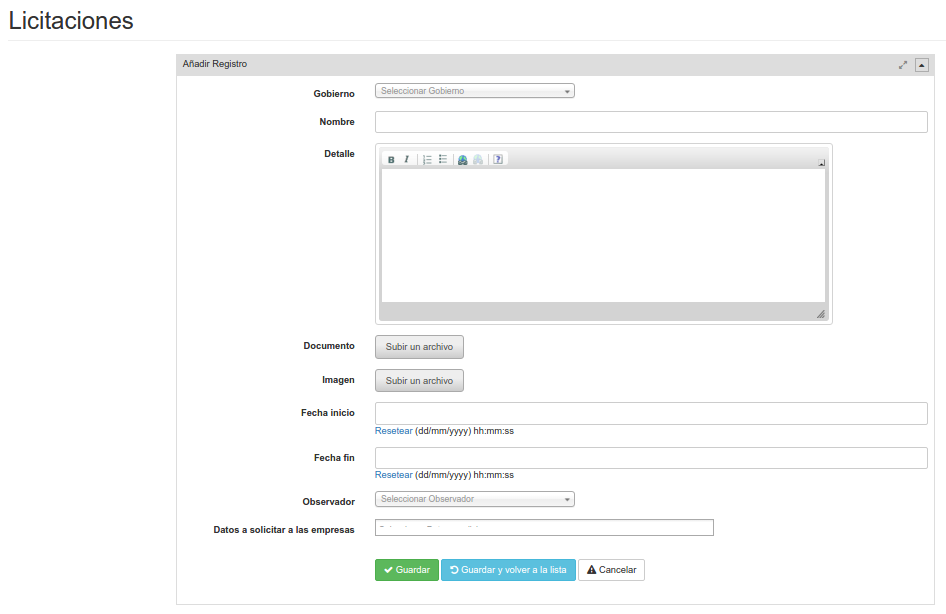 Licitaciones
Añadir Registro
Gobierno Seleccionar Gobierno
Nombre
Detalle
B I
Documento Subir un archivo
Imagen Subir un archivo
Fecha inicio
Resetear (dd/mm/yyyy) hh:mm:ss
Fecha fin
Resetear (dd/mm/yyyy) hh:mm:ss
Observador Seleccionar Observador
Datos a solicitar a las empresas
Guardar Guardar y volver a la lista Cancelar